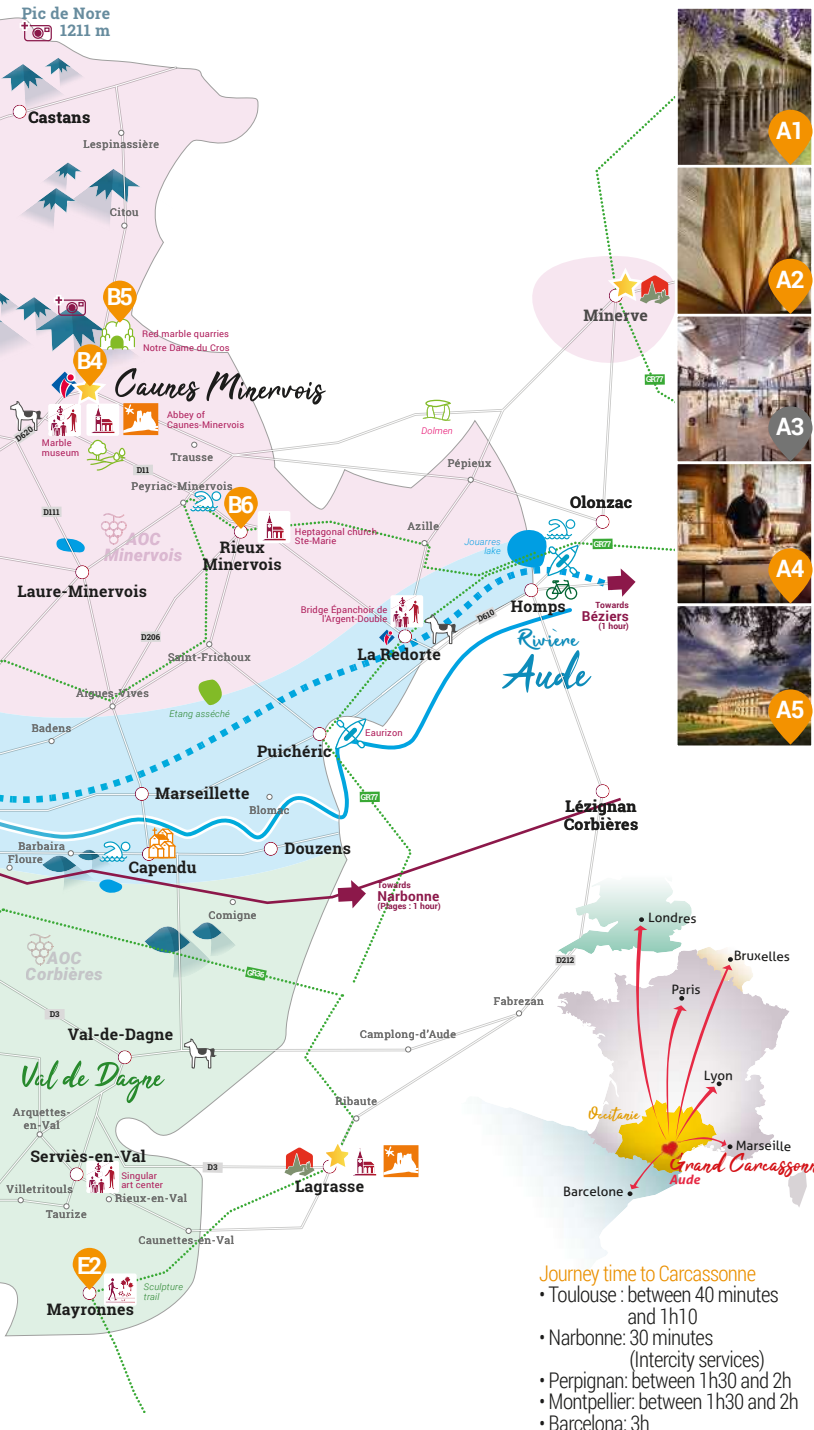 Pic de Nore
1211 m
Castans
Lespinassière
Citou
A1
A2
A3
A4
A5
Minerve
GR77
B5
Red marble quarries
Notre Dame du Cros
B4
Caunes Minervois
D620
Marble
museum
Abbey of
Caunes-Minervois
Trausse
D11
Dolmen
Peyriac-Minervois
Pépieux
D111
AOC
Minervois
B6
Rieux
Minervois
Heptagonal church
Ste-Marie
Azille
Olonzac
Jouarres
lake
GR77
Laure-Minervois
Homps
Towards
Béziers
(1 hour)
Bridge Épanchoir de
l'Argent-Double
D610
D206
La Redorte
Rivière
Aude
Saint-Frichoux
Aigues-Vives
Etang asséché
Badens
Puichéric
Eaurizon
Marseillette
Blomac
GR77
Lézignan
Corbières
Barbaira
Floure
Capendu
Douzens
Towards
Narbonne
(Plages : 1 hour)
Comigne
AOC
Corbières
GR36
D212
Londres
Bruxelles
Paris
Lyon
Occitanie
Marseille
Grand Carcassonn
Aude
Barcelone
D3
Val-de-Dagne
Fabrezan
Camplong-d'Aude
Val de Dagne
Ribaute
Arquettes-
en-Val
Serviès-en-Val
D3
Singular
art center
Lagrasse
Villetritouls
Rieux-en-Val
Taurize
Caunettes-en-Val
E2
Sculpture
trail
Mayronnes
Journey time to Carcassonne
• Toulouse : between 40 minutes
and 1h10
• Narbonne: 30 minutes
(Intercity services)
• Perpignan: between 1h30 and 2h
• Montpellier: between 1h30 and 2h
• Barcelona: 3h